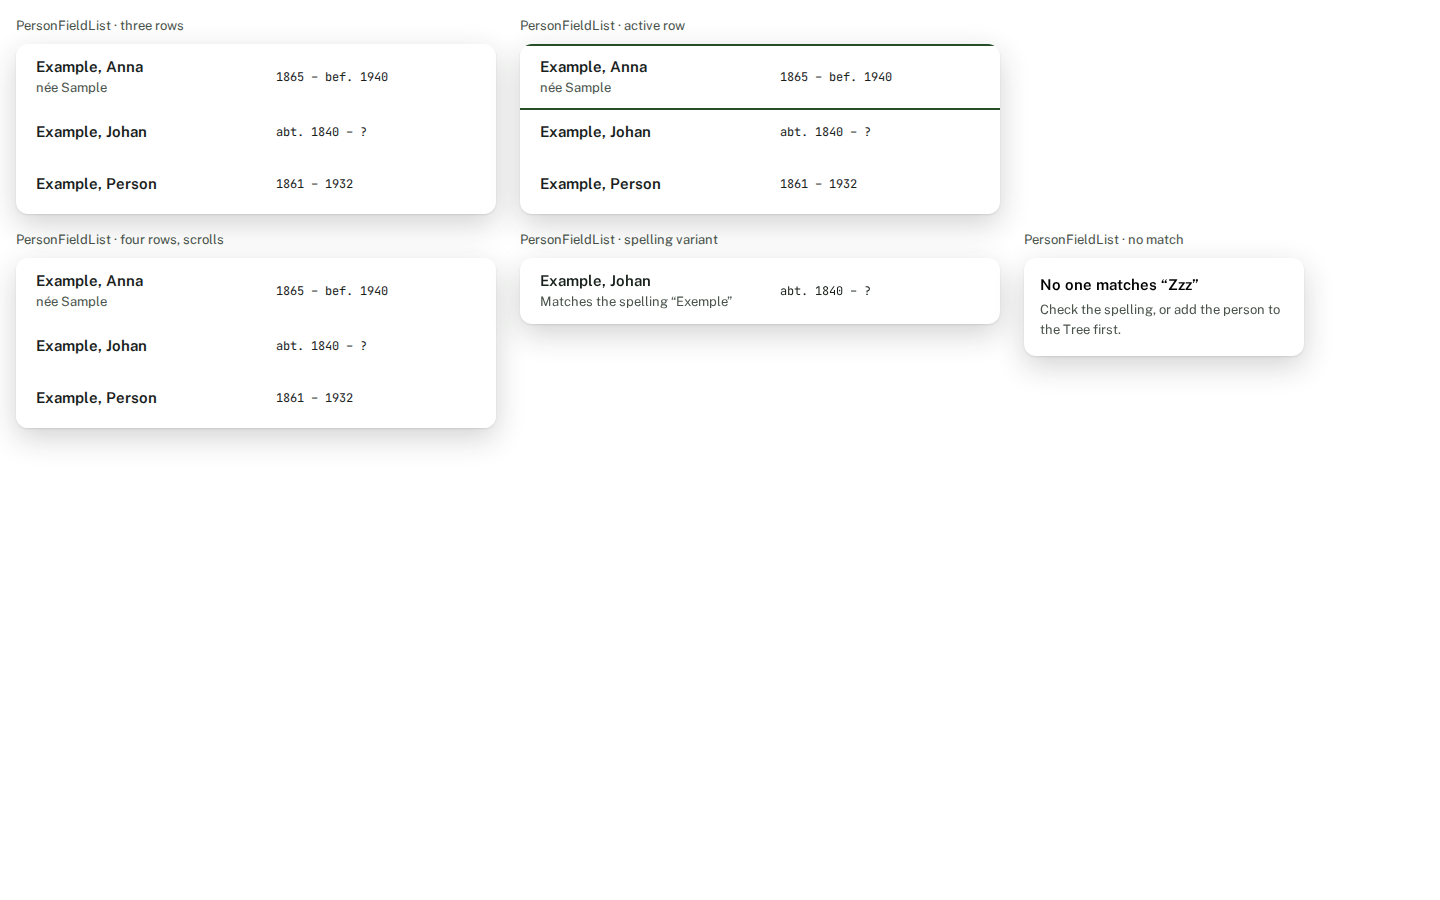 PersonFieldList · three rows
Example, Anna
née Sample
1865 – bef. 1940
Example, Johan
abt. 1840 – ?
Example, Person
1861 – 1932
PersonFieldList · active row
Example, Anna
née Sample
1865 – bef. 1940
Example, Johan
abt. 1840 – ?
Example, Person
1861 – 1932
PersonFieldList · four rows, scrolls
Example, Anna
née Sample
1865 – bef. 1940
Example, Johan
abt. 1840 – ?
Example, Person
1861 – 1932
PersonFieldList · spelling variant
Example, Johan
Matches the spelling “Exemple”
abt. 1840 – ?
PersonFieldList · no match
No one matches “Zzz”
Check the spelling, or add the person to
the Tree first.